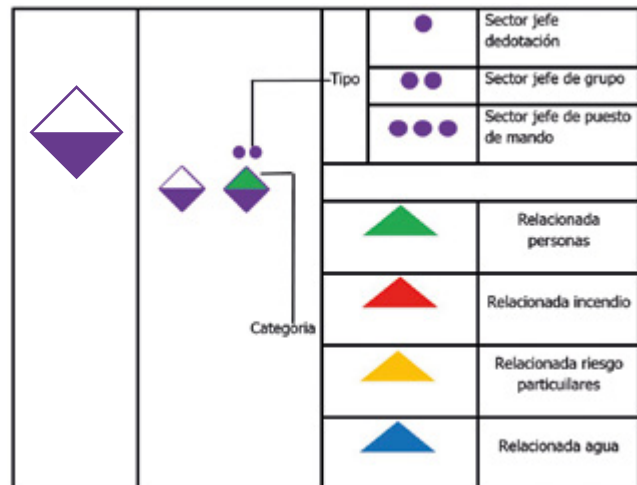 Sector jefe
dedotación
Tipo
Sector jefe de grupo
Sector jefe de puesto
de mando
Relacionada
personas
Categoria
Relacionada incendio
Relacionada riesgo
particuilares
Relacionada agua